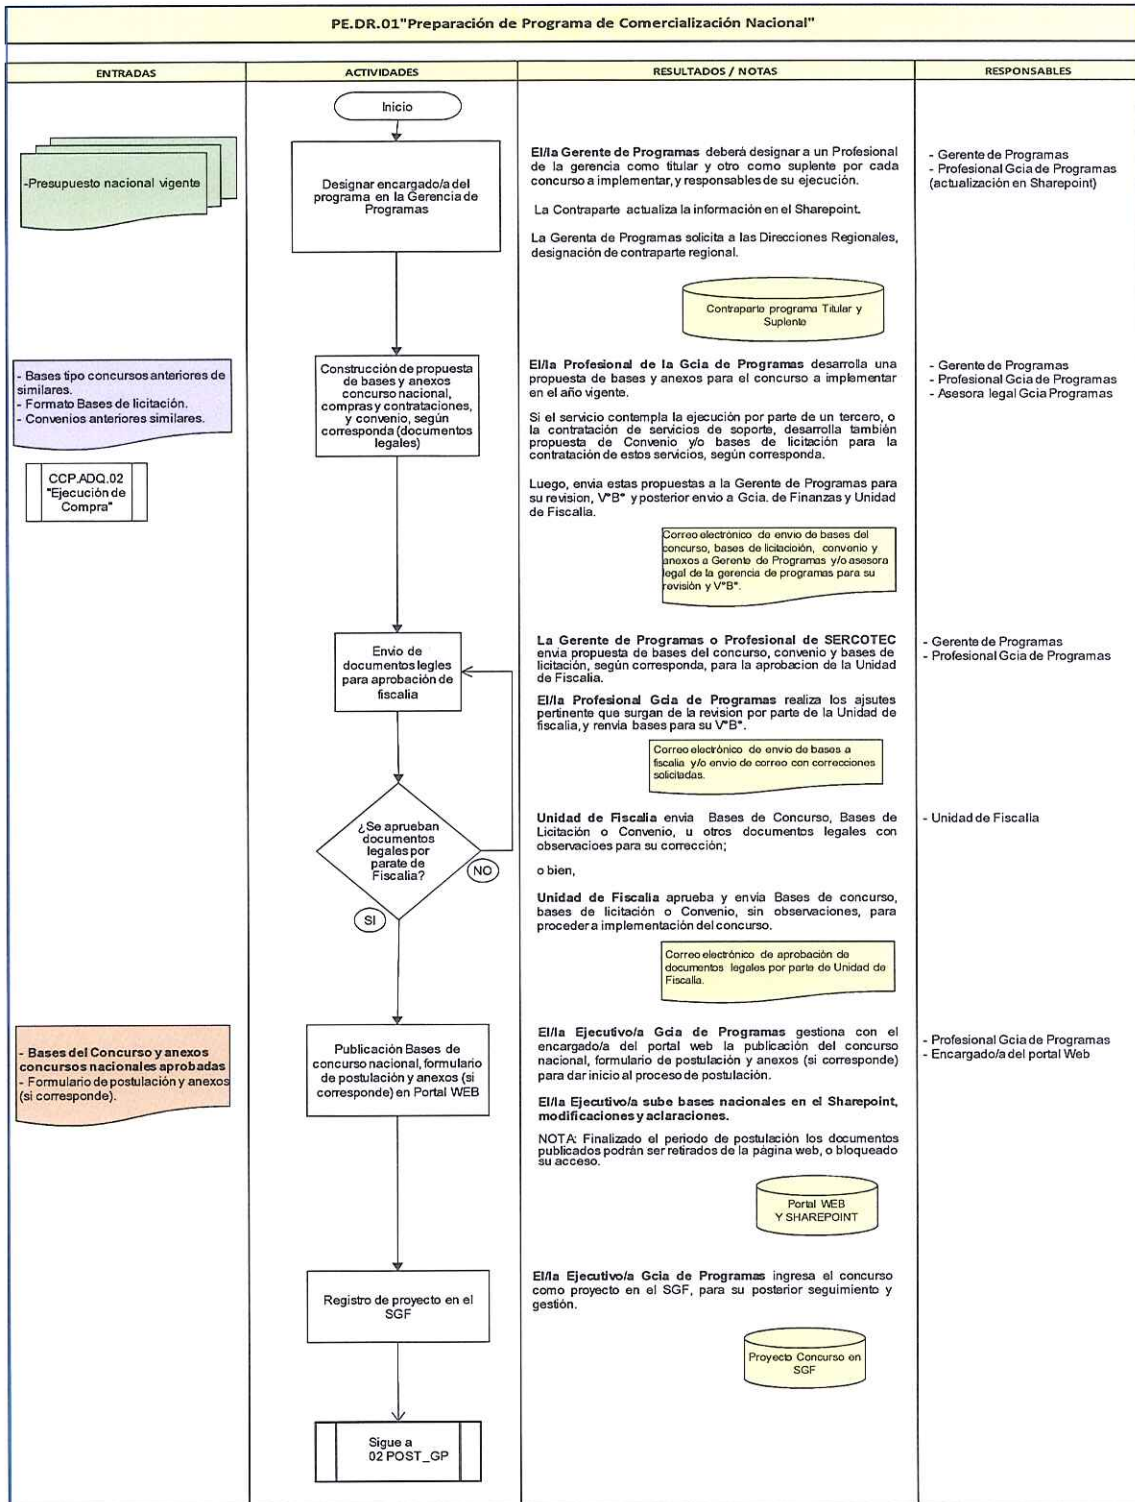 PE.DR.01"Preparación de Programa de Comercialización Nacional"
ENTRADAS
ACTIVIDADES
RESULTADOS / NOTAS
RESPONSABLES
Inicio
-Presupuesto nacional vigente
Designar encargado/a del
programa en la Gerencia de
Programas
El/la Gerente de Programas deberá designar a un Profesional
de la gerencia como titular y otro como suplente por cada
concurso a implementar, y responsables de su ejecución.
La Contraparte actualiza la información en el Sharepoint.
La Gerenta de Programas solicita a las Direcciones Regionales,
designación de contraparte regional.
Contraparte programa Titular y
Suplente
- Gerente de Programas
- Profesional Gcia de Programas
(actualización en Sharepoint)
- Bases tipo concursos anteriores de
similares.
- Formato Bases de licitación.
- Convenios anteriores similares.
CCP.ADQ.02
"Ejecución de
Compra"
Construcción de propuesta
de bases y anexos
concurso nacional,
compras y contrataciones,
y convenio, según
corresponda (documentos
legales)
El/la Profesional de la Gcia de Programas desarrolla una
propuesta de bases y anexos para el concurso a implementar
en el año vigente.
Si el servicio contempla la ejecución por parte de un tercero, o
la contratación de servicios de soporte, desarrolla también
propuesta de Convenio y/o bases de licitación para la
contratación de estos servicios, según corresponda.
Luego, envia estas propuestas a la Gerente de Programas para
su revision, V°B° y posterior envio a Gcia. de Finanzas y Unidad
de Fiscalia.
Correo electrónico de envio de bases del
concurso, bases de licitacioión, convenio y
anexos a Gerente de Programas y/o asesora
legal de la gerencia de programas para su
revisión y V°B°.
- Gerente de Programas
- Profesional Gcia de Programas
- Asesora legal Gcia Programas
Envio de
documentos legles
para aprobación de
fiscalia
La Gerente de Programas o Profesional de SERCOTEC
envia propuesta de bases del concurso, convenio y bases de
licitación, según corresponda, para la aprobacion de la Unidad
de Fiscalia.
El/la Profesional Gcia de Programas realiza los ajsutes
pertinente que surgan de la revision por parte de la Unidad de
fiscalia, y renvia bases para su V°B°.
Correo electrónico de envio de bases a
fiscalia y/o envio de correo con correcciones
solicitadas.
- Gerente de Programas
- Profesional Gcia de Programas
¿Se aprueban
documentos
legales por
parate de
Fiscalia?
NO
SI
Unidad de Fiscalia envia Bases de Concurso, Bases de
Licitación o Convenio, u otros documentos legales con
observacioes para su corrección;
o bien,
Unidad de Fiscalia aprueba y envia Bases de concurso,
bases de licitación o Convenio, sin observaciones, para
proceder a implementación del concurso.
Correo electrónico de aprobación de
documentos legales por parte de Unidad de
Fiscalia.
- Unidad de Fiscalia
- Bases del Concurso y anexos
concursos nacionales aprobadas
- Formulario de postulación y anexos
(si corresponde).
Publicación Bases de
concurso nacional, formulario
de postulación y anexos (si
corresponde) en Portal WEB
El/la Ejecutivo/a Gcia de Programas gestiona con el
encargado/a del portal web la publicación del concurso
nacional, formulario de postulación y anexos (si corresponde)
para dar inicio al proceso de postulación.
El/la Ejecutivo/a sube bases nacionales en el Sharepoint,
modificaciones y aclaraciones.
NOTA: Finalizado el periodo de postulación los documentos
publicados podrán ser retirados de la página web, o bloqueado
su acceso.
Portal WEB
Y SHAREPOINT
- Profesional Gcia de Programas
- Encargado/a del portal Web
Registro de proyecto en el
SGF
El/la Ejecutivo/a Gcia de Programas ingresa el concurso
como proyecto en el SGF, para su posterior seguimiento y
gestión.
Proyecto Concurso en
SGF
Sigue a
02 POST_GP